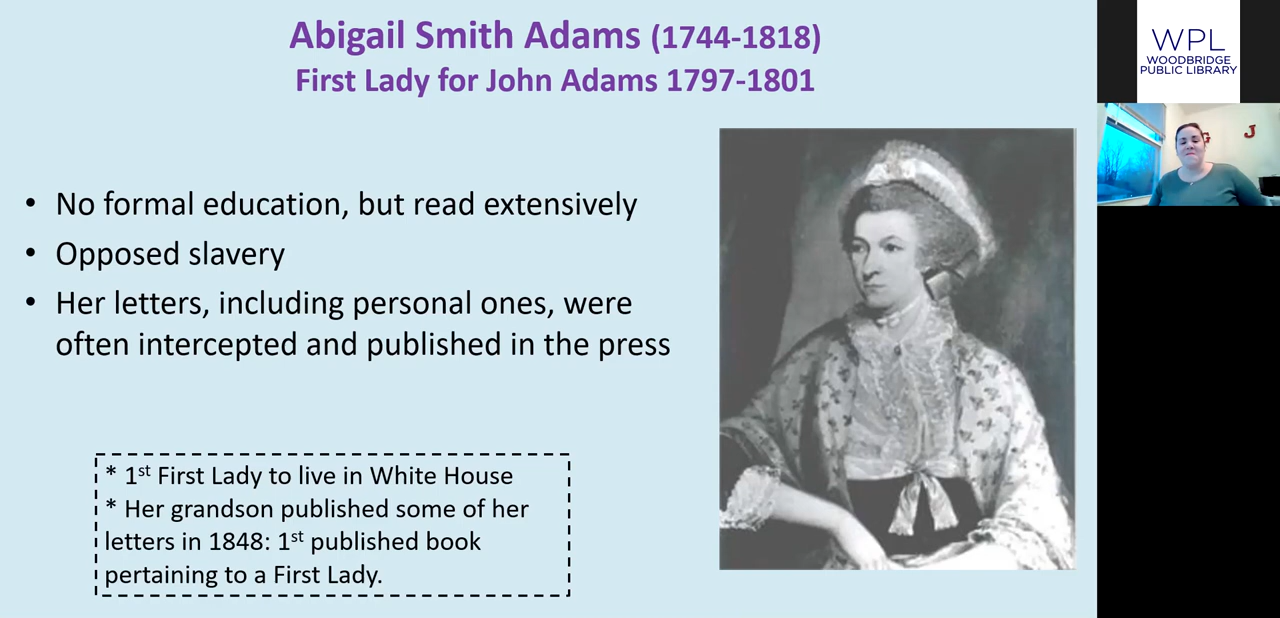 Abigail Smith Adams (1744-1818)
First Lady for John Adams 1797-1801
• No formal education, but read extensively
• Opposed slavery
• Her letters, including personal ones, were
often intercepted and published in the press
* 1st First Lady to live in White House
* Her grandson published some of her
letters in 1848: 1st published book
pertaining to a First Lady.
WPL
WOODBRIDGE
PUBLIC LIBRARY
G J